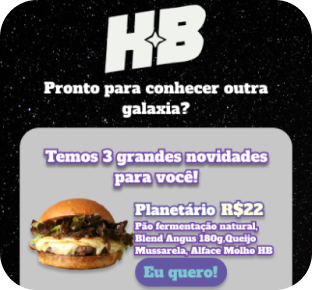 HB
Pronto para conhecer outra
galaxia?
Temos 3 grandes novidades
para você!
Planetário R$22
Pão fermentação natural,
Blend Angus 180g,Queijo
Mussarela, Alface Molho HB
Eu quero!